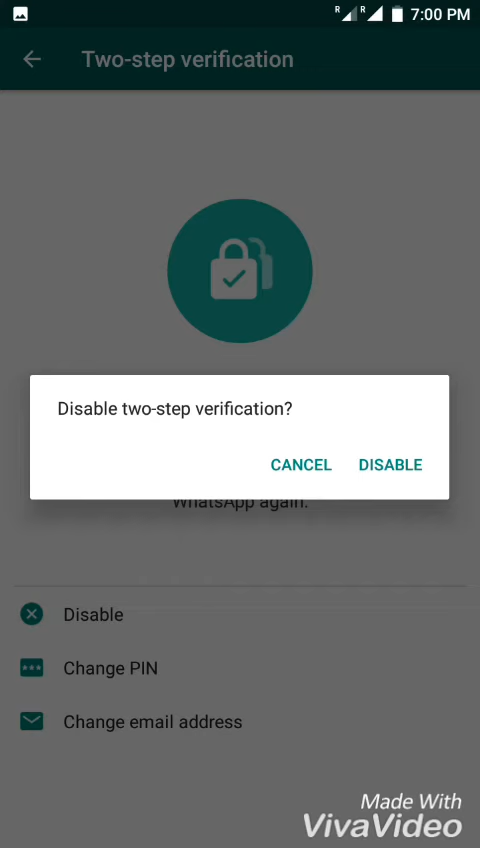 R R 7:00 PM
Two-step verification
Disable two-step verification?
CANCEL DISABLE
WhatsApp again.
Disable
Change PIN
Change email address
Made With
VivaVideo